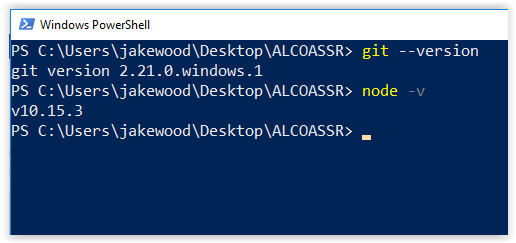 Windows PowerShell
PS C:\Users\jakewood\Desktop\ALCOASSR> git --version
git version 2.21.0.windows.1
PS C:\Users\jakewood\Desktop\ALCOASSR> node -v
v10.15.3
PS C:\Users\jakewood\Desktop\ALCOASSR>